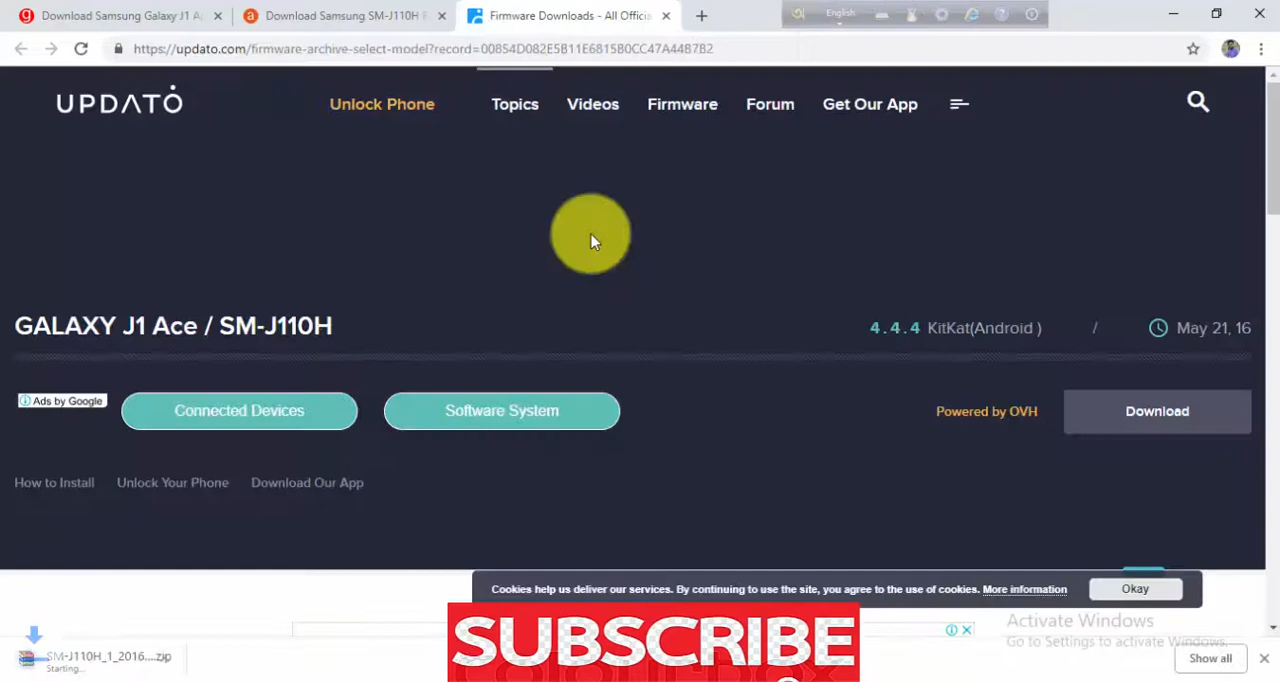 Download Samsung Galaxy J1 A
Download Samsung SM-J110H F
Firmware Downloads - All Officia
English
https://updato.com/firmware-archive-select-model?record=00854D082E5B11E6815B0CC47A4487B2
UPDATO
Unlock Phone
Topics
Videos
Firmware
Forum
Get Our App
GALAXY J1 Ace / SM-J110H
4.4.4 KitKat(Android )
/
May 21, 16
Ads by Google
Connected Devices
Software System
Powered by OVH
Download
How to Install
Unlock Your Phone
Download Our App
Cookies help us deliver our services. By continuing to use the site, you agree to the use of cookies. More information
Okay
SUBSCRIBE
Activate Windows
Go to Settings to activate Windows.
SM-J110H_1_2016....zip
Starting...
Show all